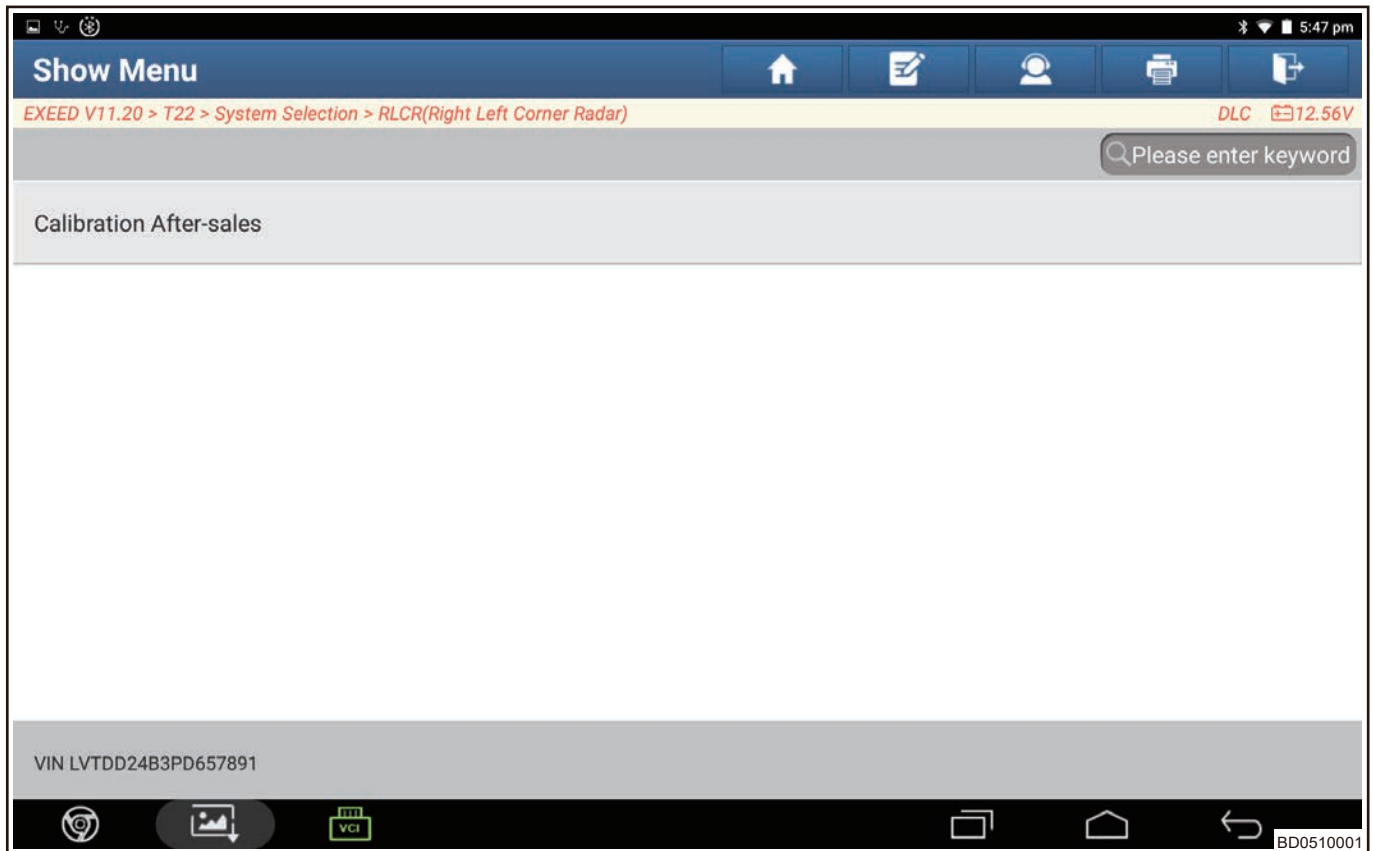 5:47 pm
Show Menu
EXEED V11.20 > T22 > System Selection > RLCR(Right Left Corner Radar)
DLC 12.56V
Please enter keyword
Calibration After-sales
VIN LVTDD24B3PD657891
VCI
BD0510001